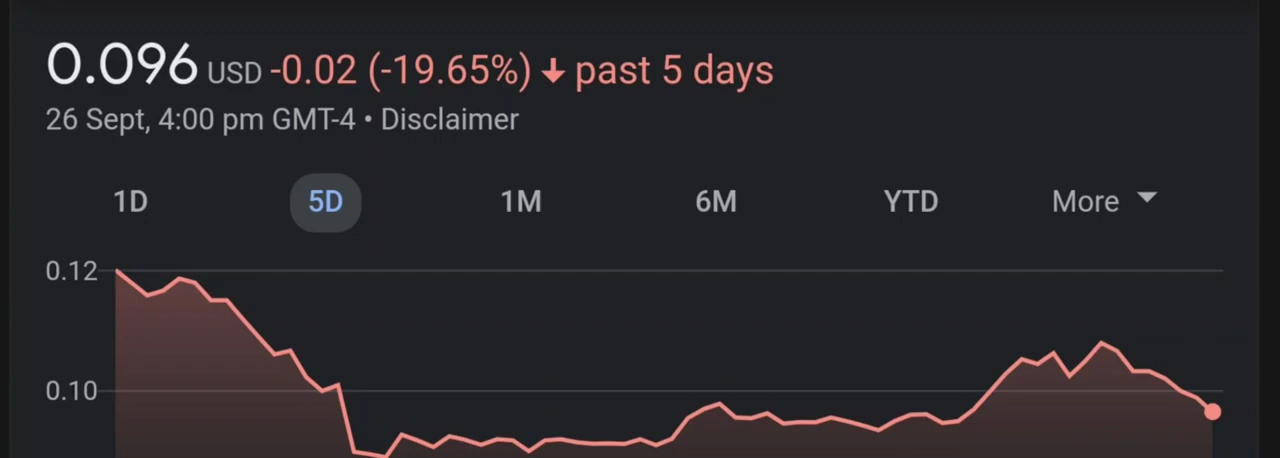 0.096 USD -0.02 (-19.65%) ↓ past 5 days
26 Sept, 4:00 pm GMT-4 • Disclaimer
1D 5D 1M 6M YTD More
0.12
0.10